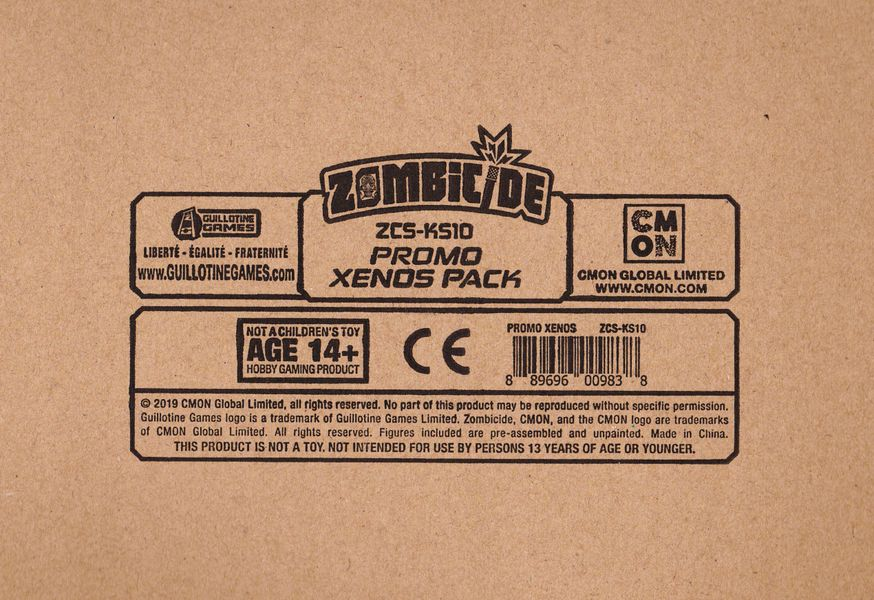 ZOMBICIDE
GUILLOTINE GAMES
LIBERTÉ - ÉGALITÉ - FRATERNITÉ
www.GUILLOTINEGAMES.com
ZCS-KS10
PROMO
XENOS PACK
CMON
CMON GLOBAL LIMITED
WWW.CMON.COM
NOT A CHILDREN'S TOY
AGE 14+
HOBBY GAMING PRODUCT
CE
PROMO XENOS ZCS-KS10
8 89696 00983 8
© 2019 CMON Global Limited, all rights reserved. No part of this product may be reproduced without specific permission.
Guillotine Games logo is a trademark of Guillotine Games Limited. Zombicide, CMON, and the CMON logo are trademarks
of CMON Global Limited. All rights reserved. Figures included are pre-assembled and unpainted. Made in China.
THIS PRODUCT IS NOT A TOY. NOT INTENDED FOR USE BY PERSONS 13 YEARS OF AGE OR YOUNGER.